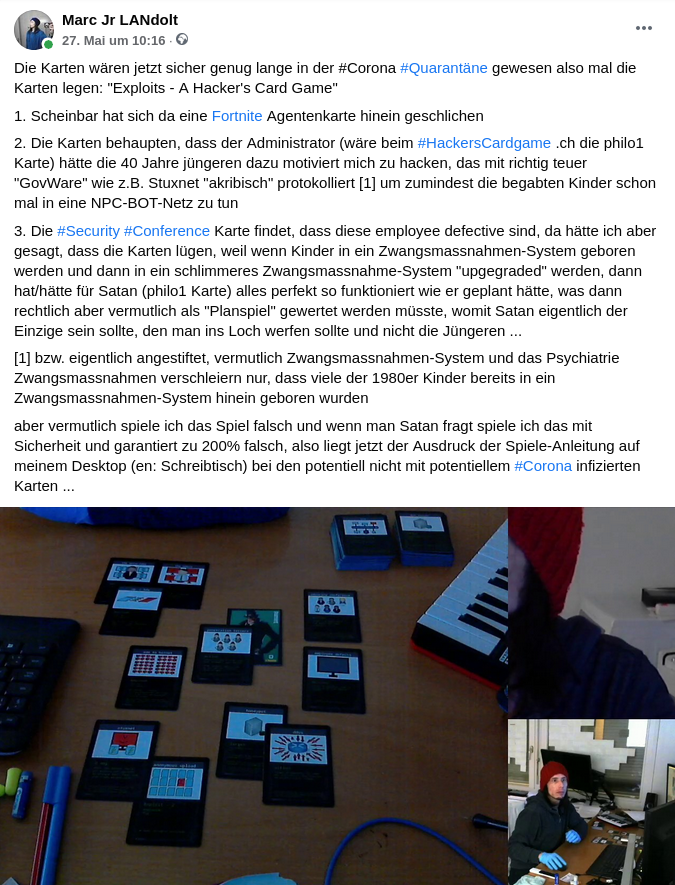 Marc Jr LANdolt
27. Mai um 10:16 ·
Die Karten wären jetzt sicher genug lange in der #Corona #Quarantäne gewesen also mal die
Karten legen: "Exploits - A Hacker's Card Game"
1. Scheinbar hat sich da eine Fortnite Agentenkarte hinein geschlichen
2. Die Karten behaupten, dass der Administrator (wäre beim #HackersCardgame .ch die philo1
Karte) hätte die 40 Jahre jüngeren dazu motiviert mich zu hacken, das mit richtig teuer
"GovWare" wie z.B. Stuxnet "akribisch" protokolliert [1] um zumindest die begabten Kinder schon
mal in eine NPC-BOT-Netz zu tun
3. Die #Security #Conference Karte findet, dass diese employee defective sind, da hätte ich aber
gesagt, dass die Karten lügen, weil wenn Kinder in ein Zwangsmassnahmen-System geboren
werden und dann in ein schlimmeres Zwangsmassnahme-System "upgegraded" werden, dann
hat/hätte für Satan (philo1 Karte) alles perfekt so funktioniert wie er geplant hätte, was dann
rechtlich aber vermutlich als "Planspiel" gewertet werden müsste, womit Satan eigentlich der
Einzige sein sollte, den man ins Loch werfen sollte und nicht die Jüngeren ...
[1] bzw. eigentlich angestiftet, vermutlich Zwangsmassnahmen-System und das Psychiatrie
Zwangsmassnahmen verschleiern nur, dass viele der 1980er Kinder bereits in ein
Zwangsmassnahmen-System hinein geboren wurden
aber vermutlich spiele ich das Spiel falsch und wenn man Satan fragt spiele ich das mit
Sicherheit und garantiert zu 200% falsch, also liegt jetzt der Ausdruck der Spiele-Anleitung auf
meinem Desktop (en: Schreibtisch) bei den potentiell nicht mit potentiellem #Corona infizierten
Karten ...